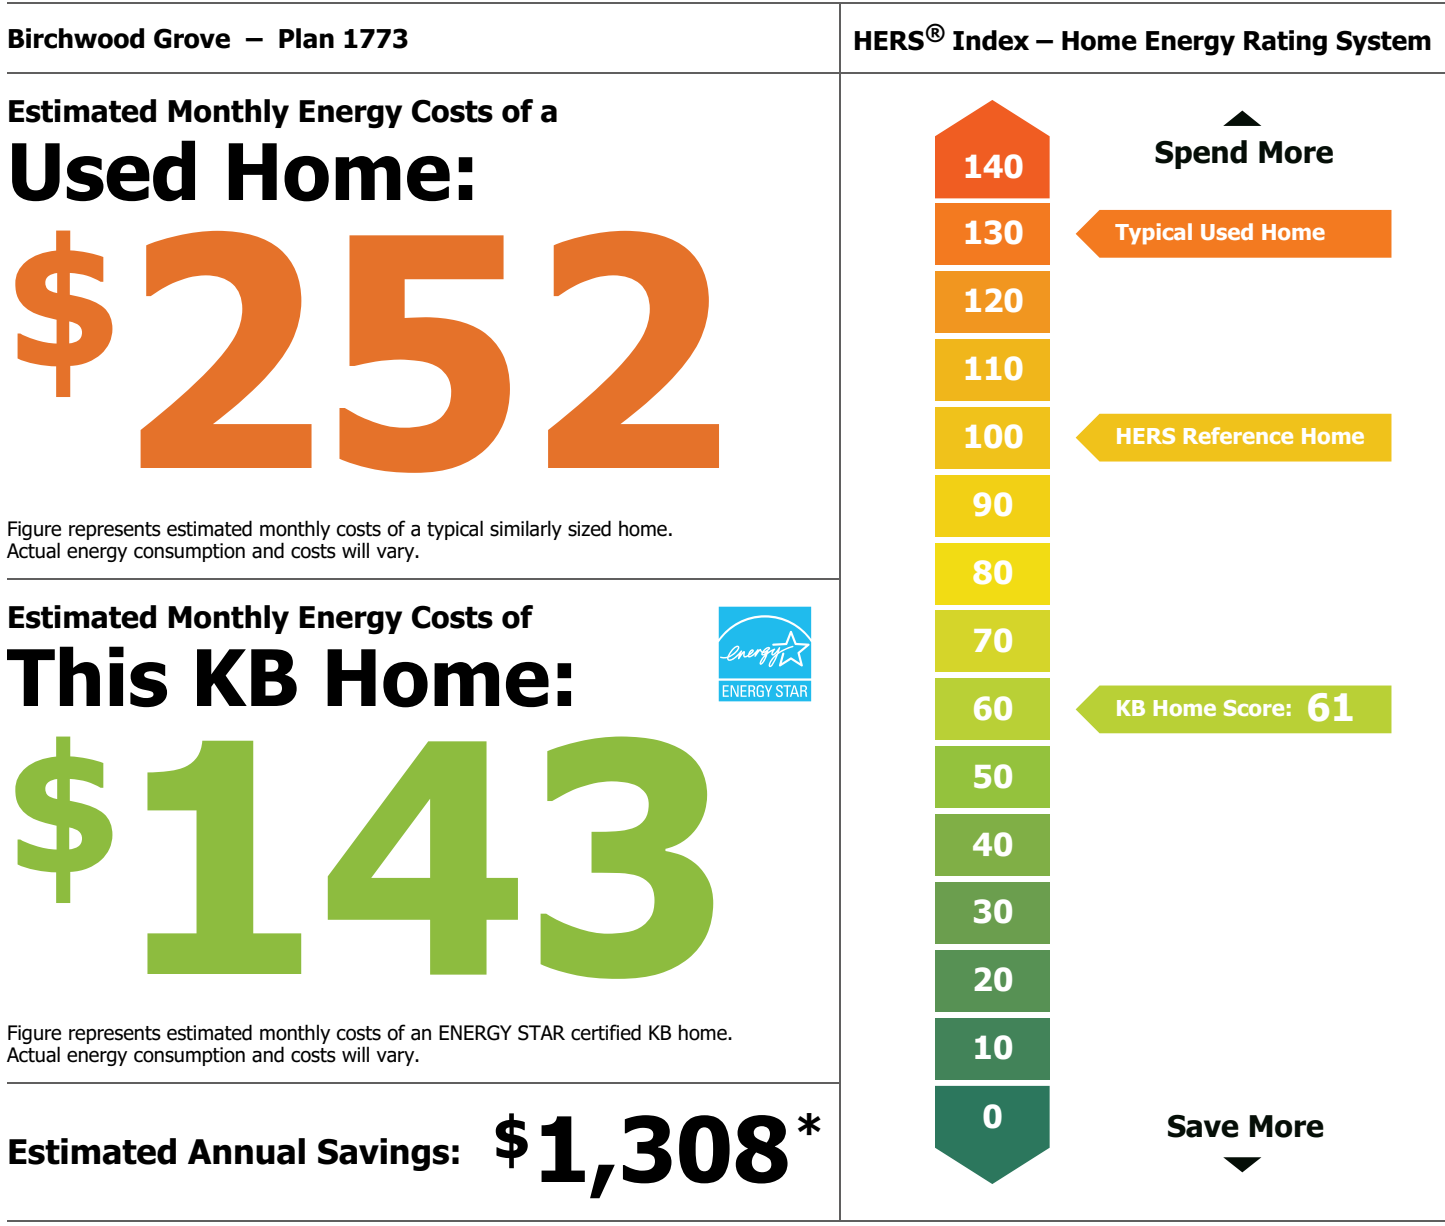 Birchwood Grove – Plan 1773
Estimated Monthly Energy Costs of a
Used Home:
$252
Figure represents estimated monthly costs of a typical similarly sized home.
Actual energy consumption and costs will vary.
Estimated Monthly Energy Costs of
This KB Home:
energy
ENERGY STAR
$143
Figure represents estimated monthly costs of an ENERGY STAR certified KB home.
Actual energy consumption and costs will vary.
Estimated Annual Savings: $1,308*
HERS® Index – Home Energy Rating System
Spend More
140
130 Typical Used Home
120
110
100 HERS Reference Home
90
80
70
60 KB Home Score: 61
50
40
30
20
10
0
Save More